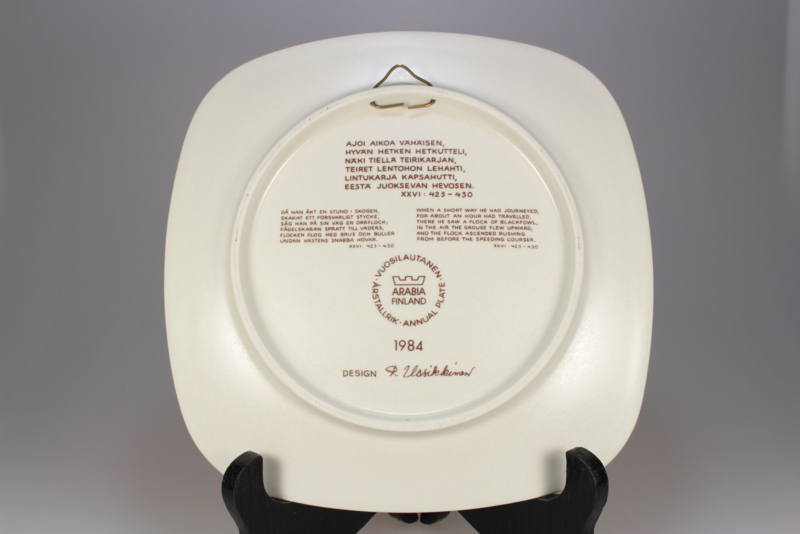 AJOI AIKOA VÄHÄISEN,
HYVÄN HETKEN HETKUTTELI,
NÄKI TIELLÄ TEIRIKARJAN,
TEIRET LENTOHON LEHAHTI,
LINTUKARJA KAPSAHUTTI,
EESTÄ JUOKSEVAN HEVOSEN.
XXVI: 425-430
DÅ HAN ÅKT EN STUND I SKOGEN,
SKAKAT ETT FÖRSVARLIGT STYCKE,
SÅG HAN PÅ SIN VÄG EN ORRFLOCK;
FÅGELSKARAN SPRATT TILL VÄDERS,
FLOCKEN FLÖG MED BRUS OCH BULLER
UNDAN HÄSTENS SNABBA HOVAR.
XXVI: 425-430
WHEN A SHORT WAY HE HAD JOURNEYED,
FOR ABOUT AN HOUR HAD TRAVELLED,
THERE HE SAW A FLOCK OF BLACKFOWL,
IN THE AIR THE GROUSE FLEW UPWARD,
AND THE FLOCK ASCENDED RUSHING
FROM BEFORE THE SPEEDING COURSER.
XXVI: 425-430
·VUOSILAUTANEN·
ARABIA
FINLAND
ÅRSTALLRIK·ANNUAL PLATE
1984
DESIGN R. Uosikkinen